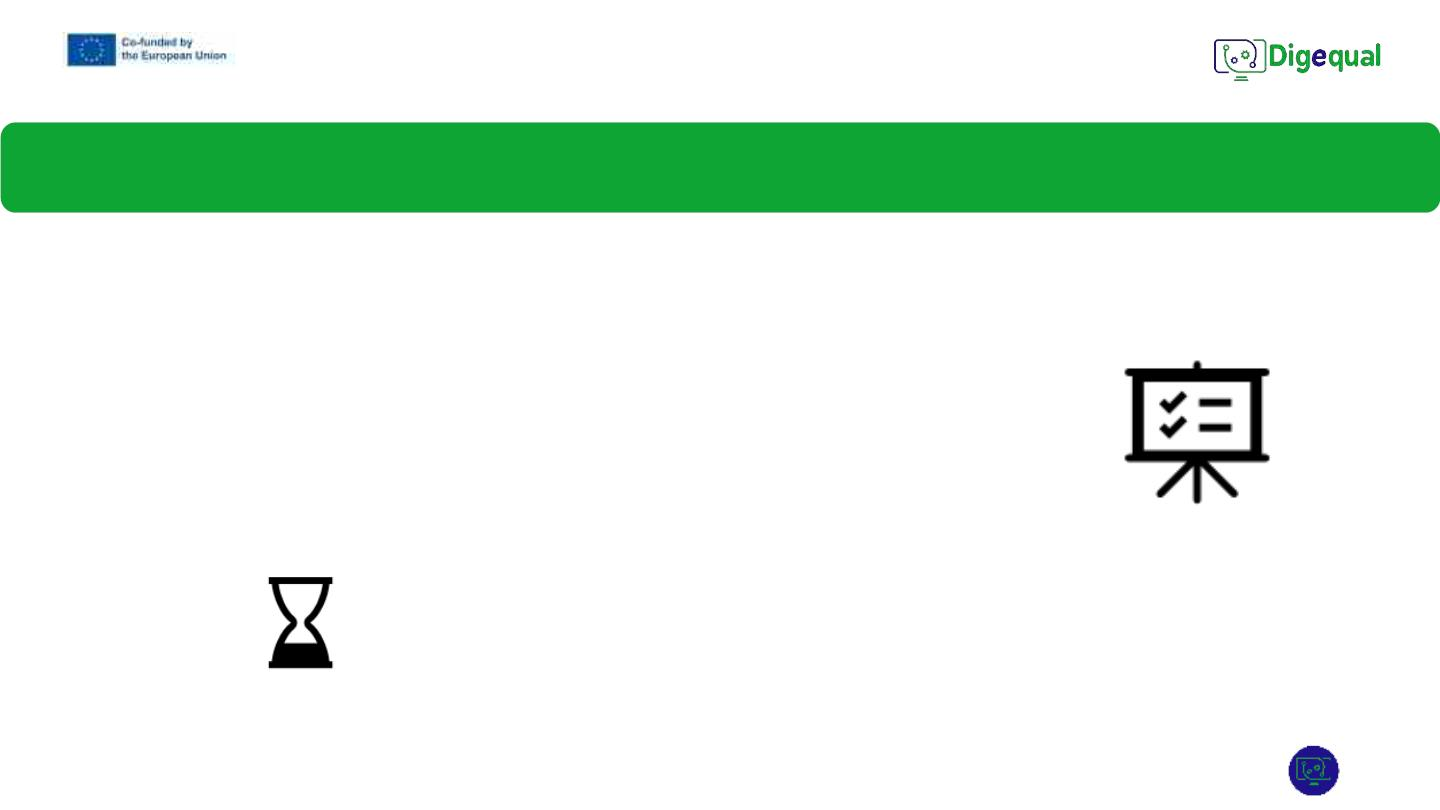 Co-funded by
the European Union
Digequal